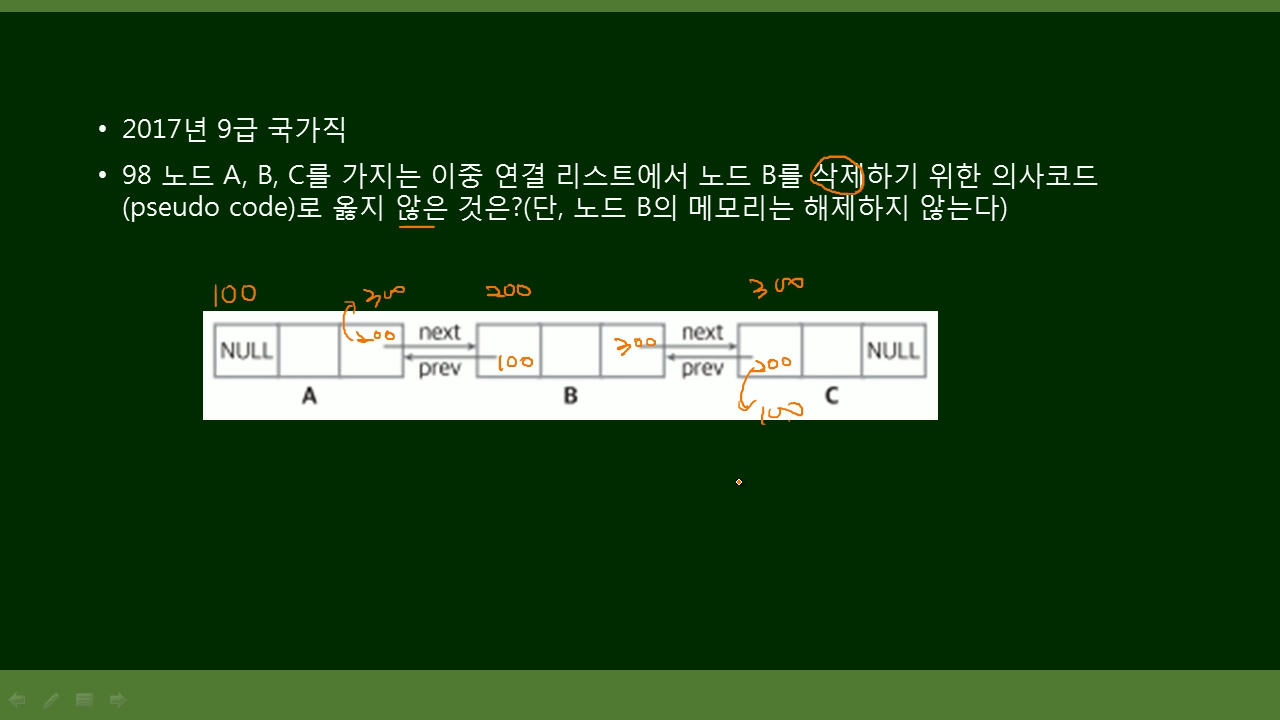 • 2017년 9급 국가직
• 98 노드 A, B, C를 가지는 이중 연결 리스트에서 노드 B를 삭제하기 위한 의사코드
(pseudo code)로 옳지 않은 것은?(단, 노드 B의 메모리는 해제하지 않는다)
100 300 200 300
NULL 200 next 300 next NULL
prev 100 prev 200
A B C
100